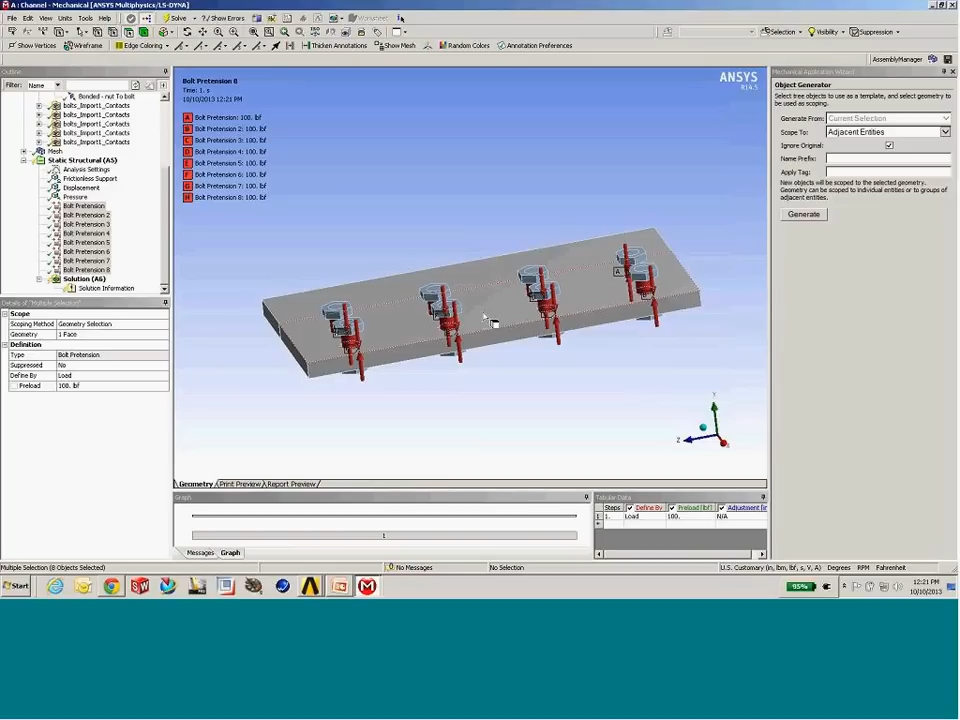 A : Channel - Mechanical [ANSYS Multiphysics/LS-DYNA]
File Edit View Units Tools Help Solve ?/Show Errors Worksheet
Show Vertices Wireframe Edge Coloring Thicken Annotations Show Mesh Random Colors Annotation Preferences
Selection Visibility Suppression
AssemblyManager
Outline
Filter: Name
Bonded - nut To bolt
bolts_Import1_Contacts
bolts_Import1_Contacts
bolts_Import1_Contacts
bolts_Import1_Contacts
bolts_Import1_Contacts
Mesh
Static Structural (A5)
Analysis Settings
Frictionless Support
Displacement
Pressure
Bolt Pretension
Bolt Pretension 2
Bolt Pretension 3
Bolt Pretension 4
Bolt Pretension 5
Bolt Pretension 6
Bolt Pretension 7
Bolt Pretension 8
Solution (A6)
Solution Information
Details of "Multiple Selection"
Scope
Scoping Method Geometry Selection
Geometry 1 Face
Definition
Type Bolt Pretension
Suppressed No
Define By Load
Preload 100. lbf
Bolt Pretension 8
Time: 1. s
10/10/2013 12:21 PM
A Bolt Pretension: 100. lbf
B Bolt Pretension 2: 100. lbf
C Bolt Pretension 3: 100. lbf
D Bolt Pretension 4: 100. lbf
E Bolt Pretension 5: 100. lbf
F Bolt Pretension 6: 100. lbf
G Bolt Pretension 7: 100. lbf
H Bolt Pretension 8: 100. lbf
ANSYS
R14.5
A
Y
Z
X
Geometry Print Preview Report Preview
Graph
1
Messages Graph
Tabular Data
Steps Define By Preload [lbf] Adjustment [in
1 1. Load 100. N/A
*
Mechanical Application Wizard
Object Generator
Select tree objects to use as a template, and select geometry to
be used as scoping.
Generate From: Current Selection
Scope To: Adjacent Entities
Ignore Original:
Name Prefix:
Apply Tag:
New objects will be scoped to the selected geometry.
Geometry can be scoped to individual entities or to groups of
adjacent entities.
Generate
Multiple Selection (8 Objects Selected) No Messages No Selection U.S. Customary (in, lbm, lbf, s, V, A) Degrees RPM Fahrenheit
Start
95%
12:21 PM
10/10/2013